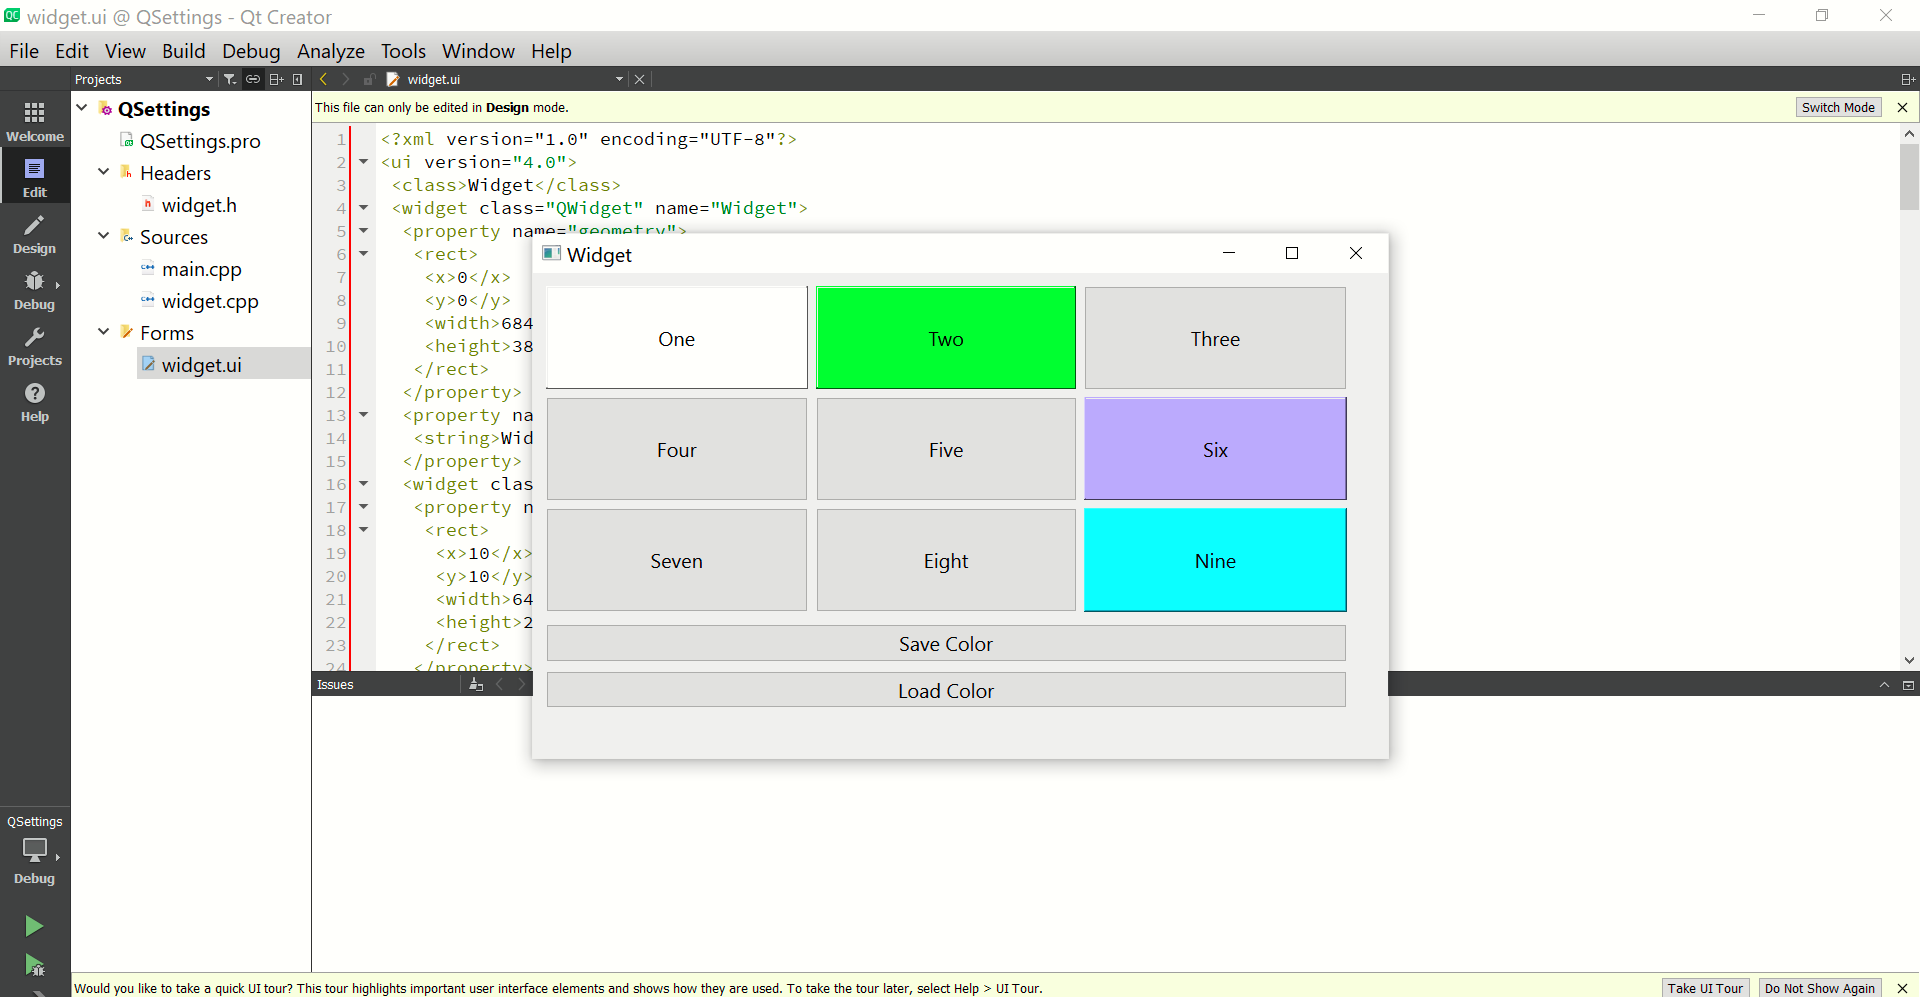 widget.ui @ QSettings - Qt Creator
File Edit View Build Debug Analyze Tools Window Help
Projects
widget.ui
Welcome
Edit
Design
Debug
Projects
Help
QSettings
QSettings.pro
Headers
widget.h
Sources
main.cpp
widget.cpp
Forms
widget.ui
This file can only be edited in Design mode.
Switch Mode
1 <?xml version="1.0" encoding="UTF-8"?>
2 <ui version="4.0">
3 <class>Widget</class>
4 <widget class="QWidget" name="Widget">
5 <property name="geometry">
6 <rect>
7 <x>0</x>
8 <y>0</y>
9 <width>684
10 <height>38
11 </rect>
12 </property>
13 <property na
14 <string>Wid
15 </property>
16 <widget clas
17 <property n
18 <rect>
19 <x>10</x>
20 <y>10</y>
21 <width>64
22 <height>2
23 </rect>
24 </property>
Widget
One Two Three
Four Five Six
Seven Eight Nine
Save Color
Load Color
Issues
QSettings
Debug
Would you like to take a quick UI tour? This tour highlights important user interface elements and shows how they are used. To take the tour later, select Help > UI Tour.
Take UI Tour
Do Not Show Again